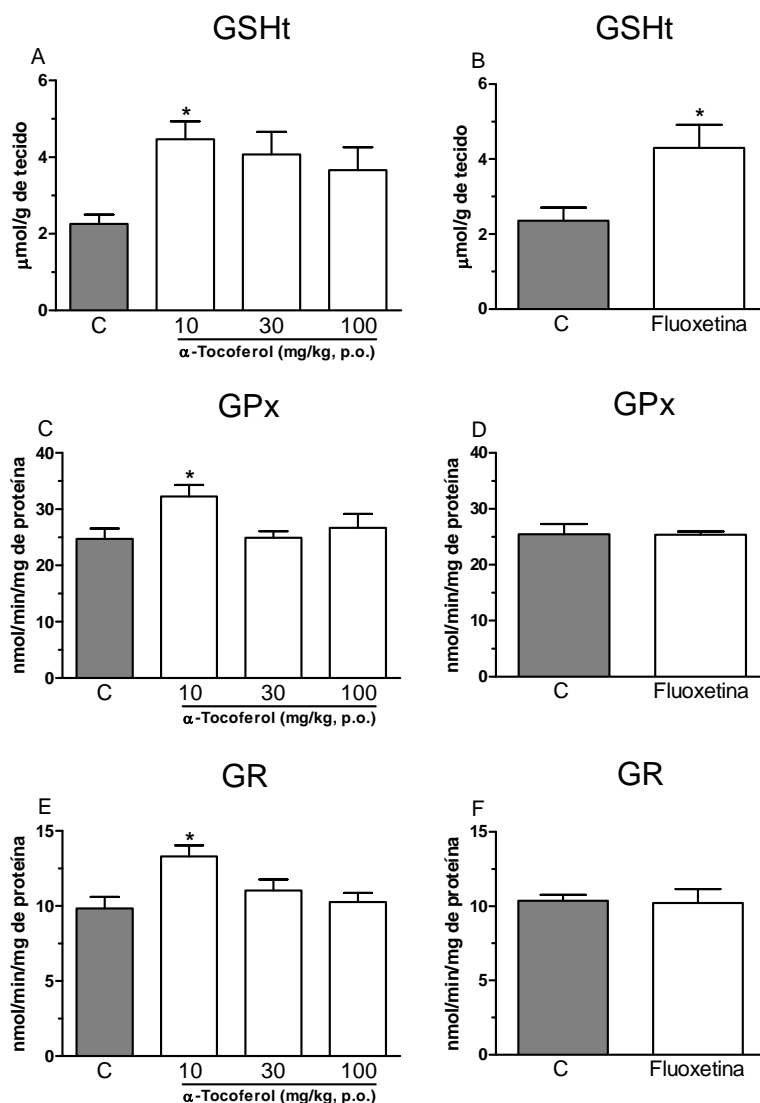 GSHt
A
6
4
2
0
μmol/g de tecido
*
C
10 30 100
α-Tocoferol (mg/kg, p.o.)
GSHt
B
6
4
2
0
μmol/g de tecido
*
C
Fluoxetina
GPx
C
40
30
20
10
0
nmol/min/mg de proteína
*
C
10 30 100
α-Tocoferol (mg/kg, p.o.)
GPx
D
40
30
20
10
0
nmol/min/mg de proteína
C
Fluoxetina
GR
E
15
10
5
0
nmol/min/mg de proteína
*
C
10 30 100
α-Tocoferol (mg/kg, p.o.)
GR
F
15
10
5
0
nmol/min/mg de proteína
C
Fluoxetina